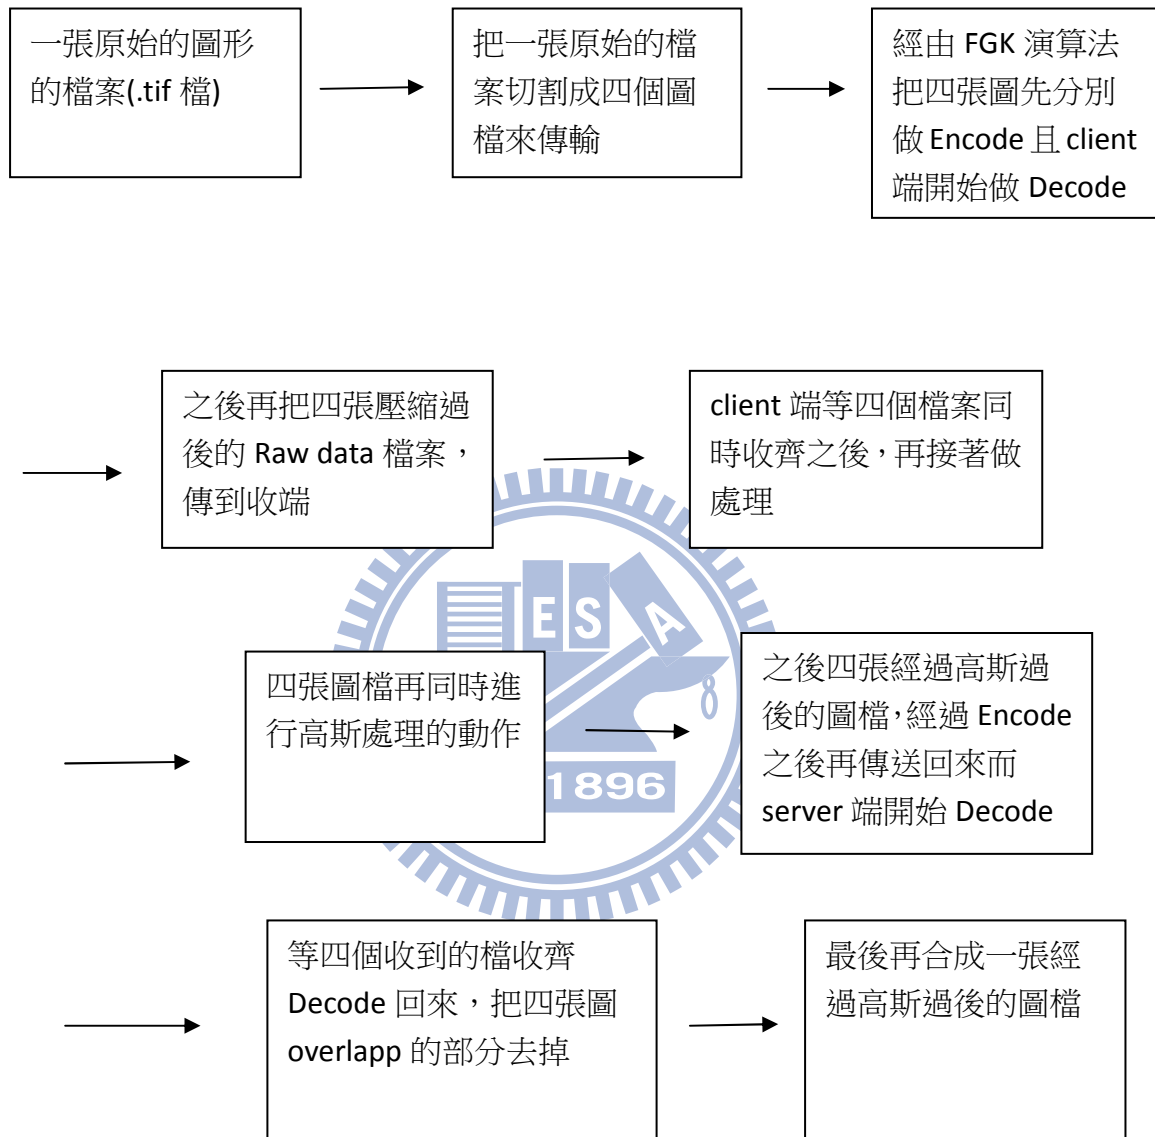 一張原始的圖形
的檔案(.tif 檔)
把一張原始的檔
案切割成四個圖
檔來傳輸
經由 FGK 演算法
把四張圖先分別
做 Encode 且 client
端開始做 Decode
之後再把四張壓縮過
後的 Raw data 檔案，
傳到收端
client 端等四個檔案同
時收齊之後，再接著做
處理
四張圖檔再同時進
行高斯處理的動作
之後四張經過高斯過
後的圖檔，經過 Encode
之後再傳送回來而
server 端開始 Decode
等四個收到的檔收齊
Decode 回來，把四張圖
overlapp 的部分去掉
最後再合成一張經
過高斯過後的圖檔
E S A
1896